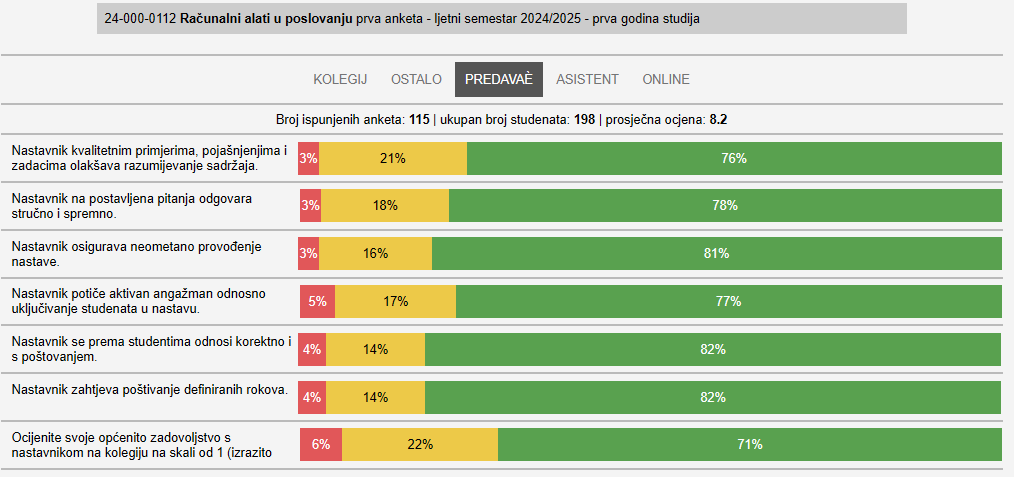 24-000-0112 Računalni alati u poslovanju prva anketa - ljetni semestar 2024/2025 - prva godina studija
KOLEGIJ OSTALO PREDAVAÈ ASISTENT ONLINE
Broj ispunjenih anketa: 115 | ukupan broj studenata: 198 | prosječna ocjena: 8.2
Nastavnik kvalitetnim primjerima, pojašnjenjima i
zadacima olakšava razumijevanje sadržaja.
3% 21% 76%
Nastavnik na postavljena pitanja odgovara
stručno i spremno.
3% 18% 78%
Nastavnik osigurava neometano provođenje
nastave.
3% 16% 81%
Nastavnik potiče aktivan angažman odnosno
uključivanje studenata u nastavu.
5% 17% 77%
Nastavnik se prema studentima odnosi korektno i
s poštovanjem.
4% 14% 82%
Nastavnik zahtjeva poštivanje definiranih rokova.
4% 14% 82%
Ocijenite svoje općenito zadovoljstvo s
nastavnikom na kolegiju na skali od 1 (izrazito
6% 22% 71%